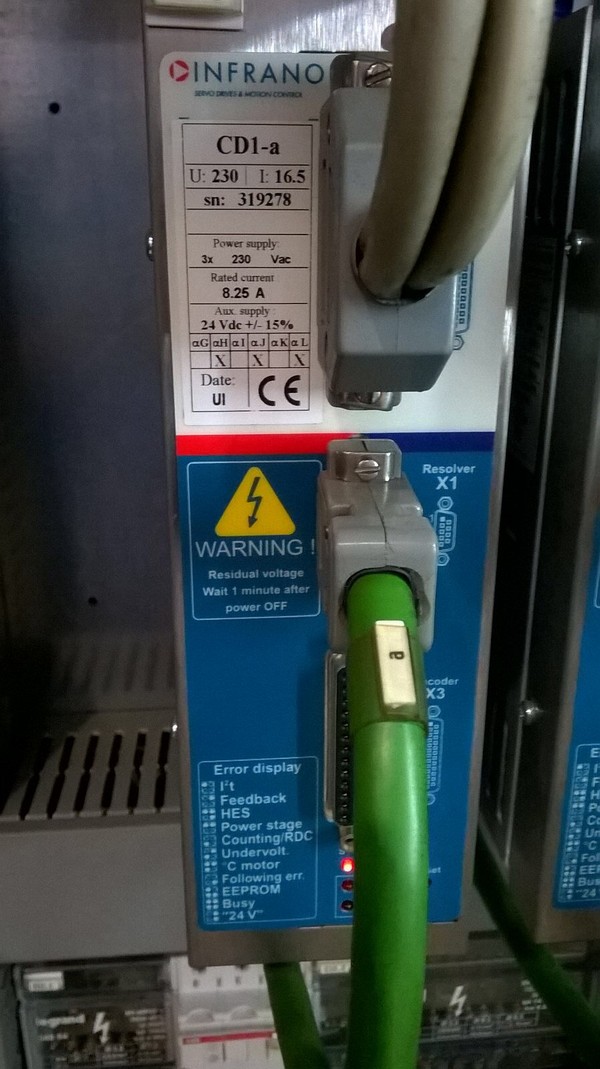 INFRANO
SERVO DRIVES & MOTION CONTROL
CD1-a
U: 230 I: 16.5
sn: 319278
Power supply:
3x 230 Vac
Rated current
8.25 A
Aux. supply :
24 Vdc +/- 15%
αG αH αI αJ αK αL
X X X
Date:
UI
CE
Resolver
X1
WARNING !
Residual voltage
Wait 1 minute after
power OFF
a
coder
X3
Error display
I²t
Feedback
HES
Power stage
Counting/RDC
Undervolt.
°C motor
Following err.
EEPROM
Busy
"24 V"
set
legrand